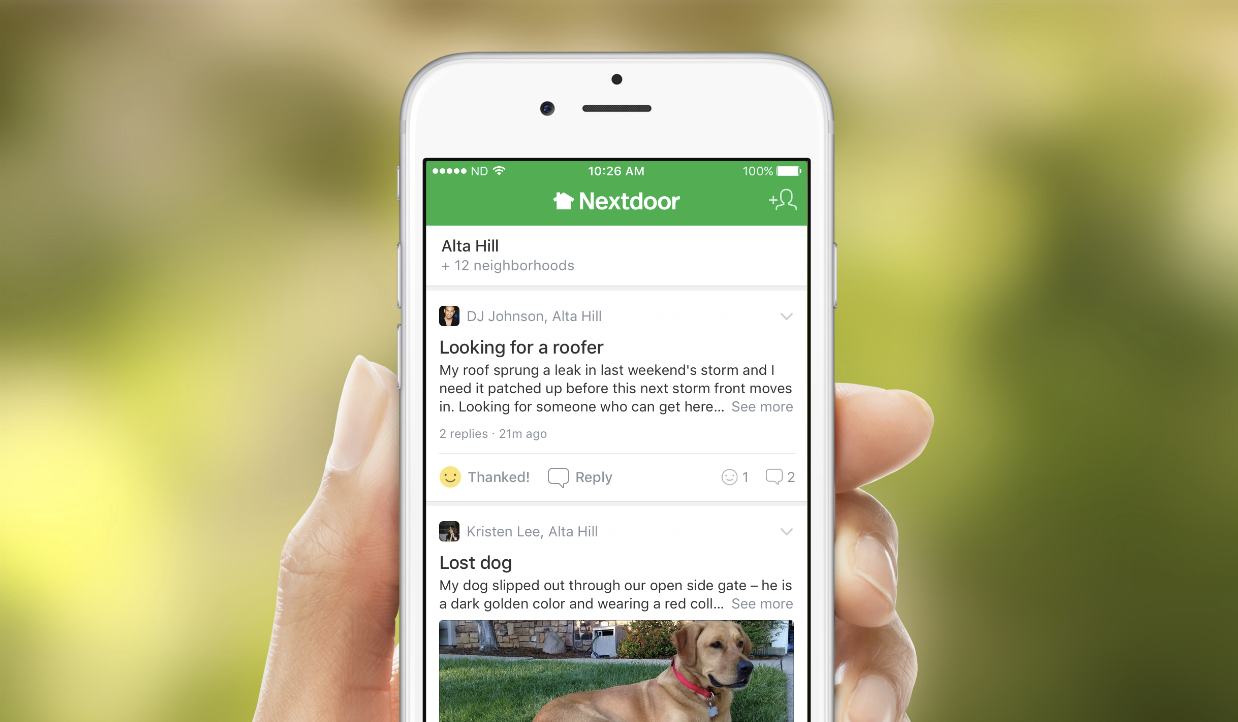 ND 10:26 AM 100%
Nextdoor
Alta Hill
+ 12 neighborhoods
DJ Johnson, Alta Hill
Looking for a roofer
My roof sprung a leak in last weekend's storm and I
need it patched up before this next storm front moves
in. Looking for someone who can get here... See more
2 replies · 21m ago
Thanked! Reply 1 2
Kristen Lee, Alta Hill
Lost dog
My dog slipped out through our open side gate – he is
a dark golden color and wearing a red coll... See more